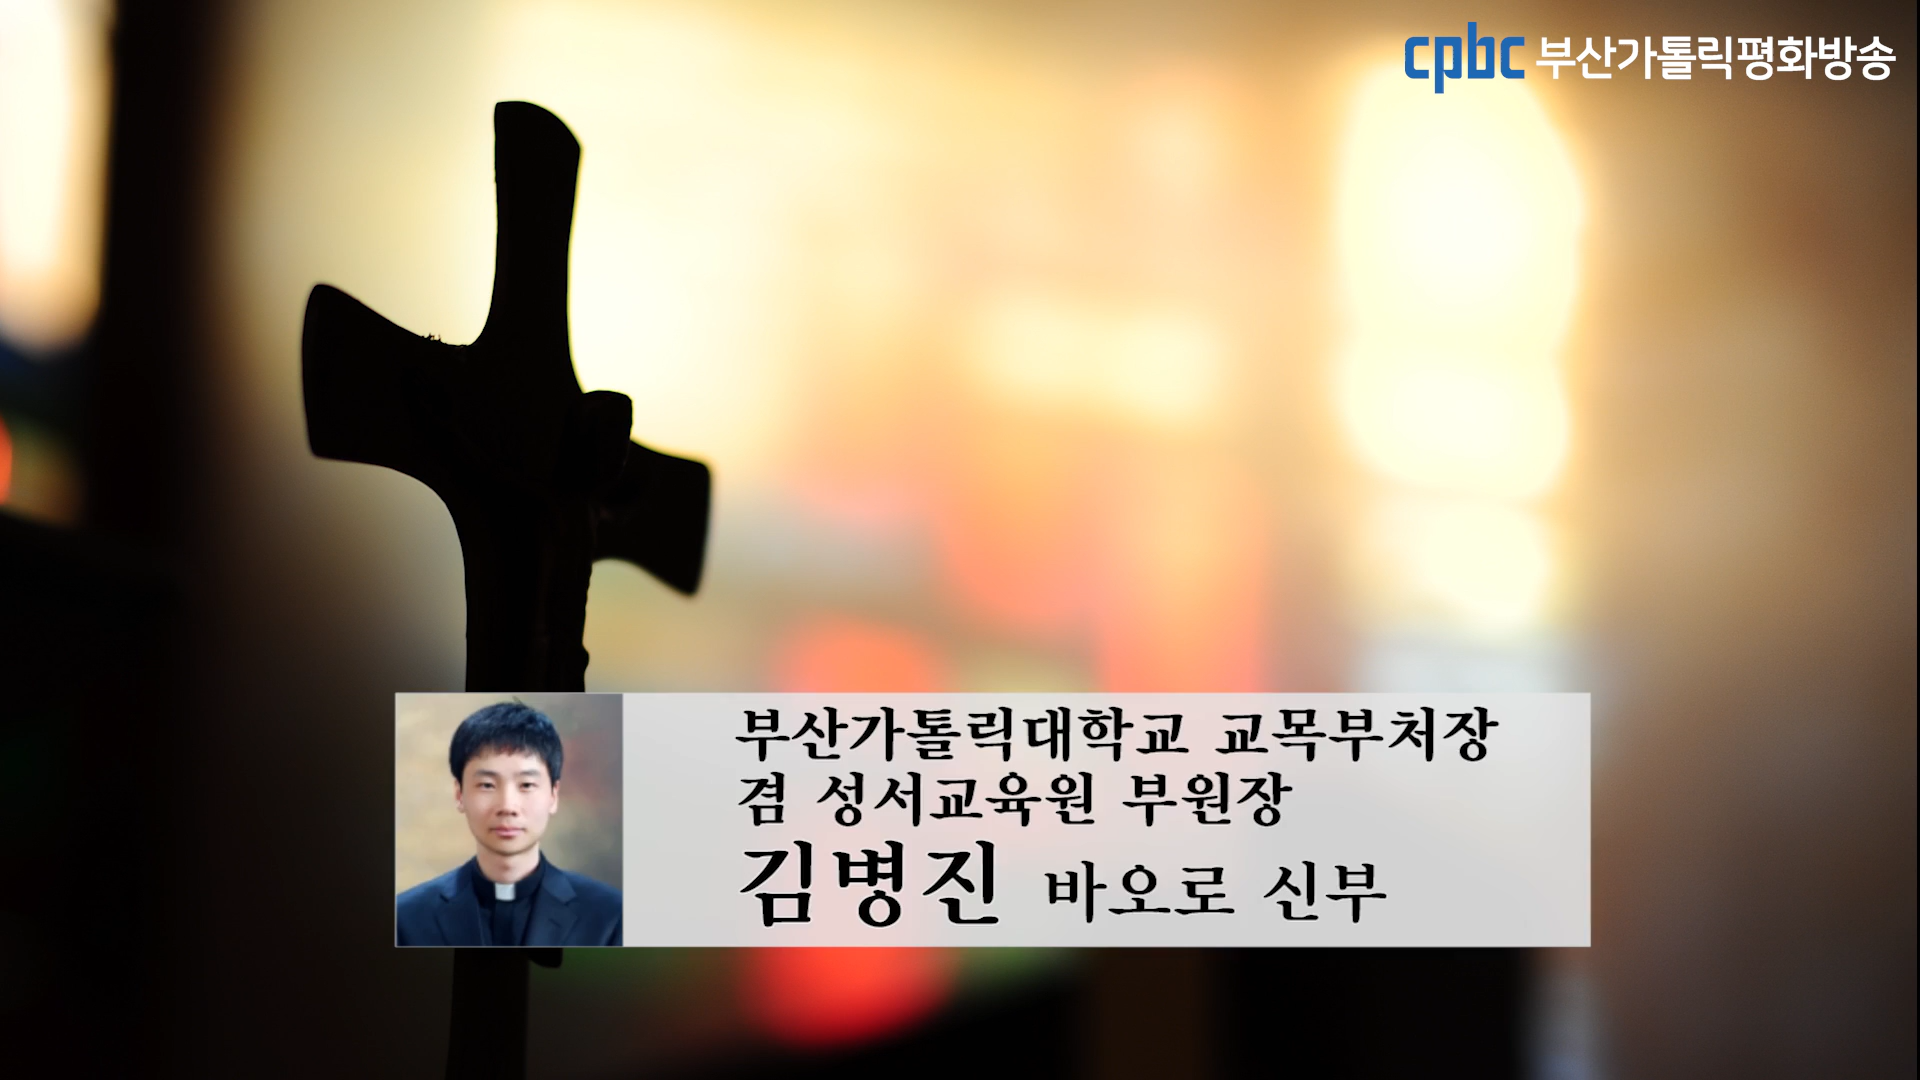 cpbc 부산가톨릭평화방송
부산가톨릭대학교 교목부처장
겸 성서교육원 부원장
김병진 바오로 신부